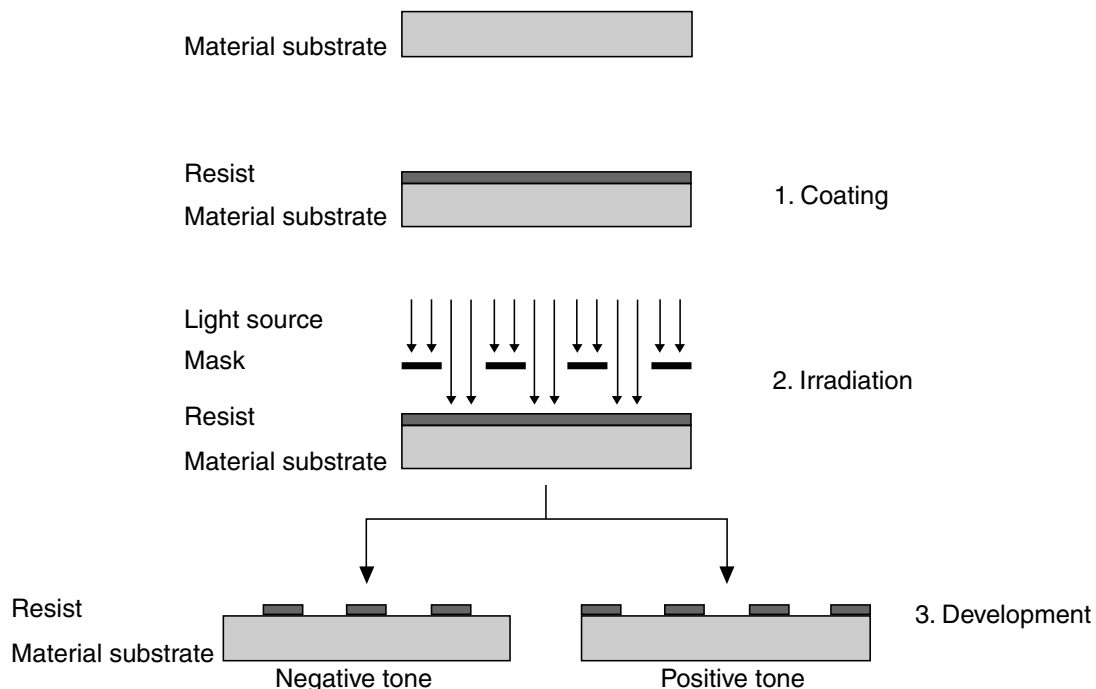 Material substrate
Resist
Material substrate
1. Coating
Light source
Mask
Resist
Material substrate
2. Irradiation
Resist
Material substrate
Negative tone
Positive tone
3. Development